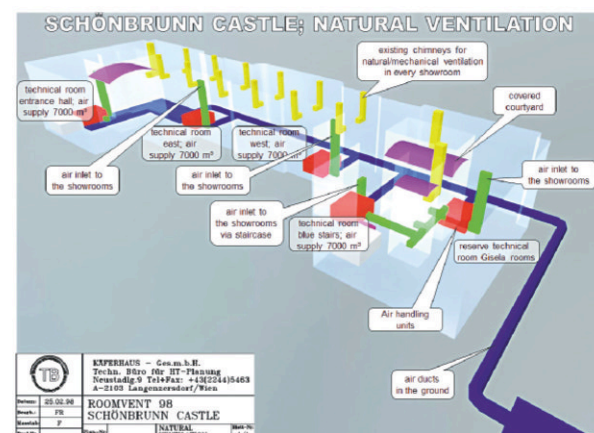 SCHÖNBRUNN CASTLE; NATURAL VENTILATION
existing chimneys for
natural/mechanical ventilation
in every showroom
technical room
entrance hall; air
supply 7000 m³
covered
courtyard
technical room
east; air
supply 7000 m³
technical room
west; air
supply 7000 m³
air inlet to
the showrooms
air inlet to
the showrooms
air inlet to
the showrooms
air inlet to
the showrooms
via staircase
technical room
blue stairs; air
supply 7000 m³
reserve technical
room Gisela rooms
Air handling
units
air ducts
in the ground
TB
KÄFERHAUS - Ges.m.b.H.
Techn. Büro für HT-Planung
Neustadlg.9 Tel+Fax: +43(2244)5463
A-2103 Langenzersdorf/Wien
Datum: 25.02.98
ROOMVENT 98
SCHÖNBRUNN CASTLE
NATURAL